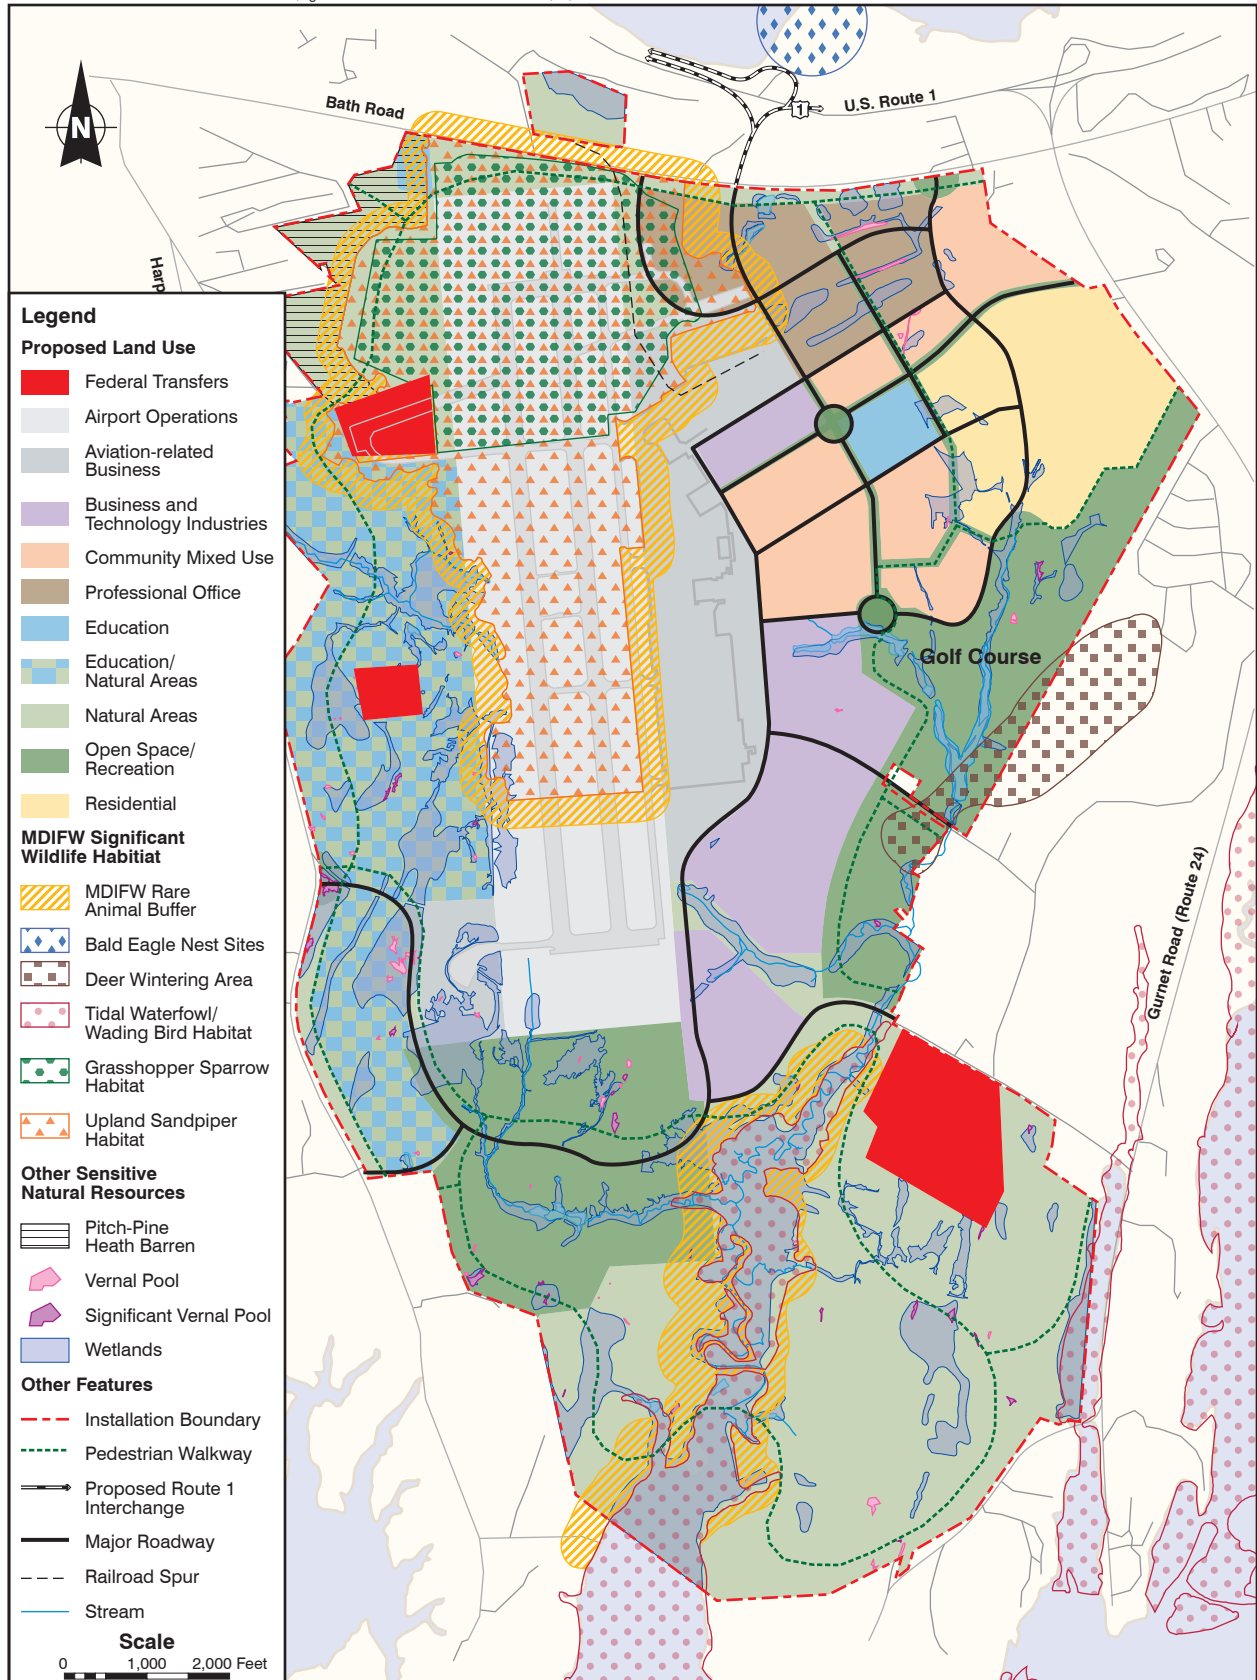 Bath Road
U.S. Route 1
1
N
Harp
Legend
Proposed Land Use
Federal Transfers
Airport Operations
Aviation-related
Business
Business and
Technology Industries
Community Mixed Use
Professional Office
Education
Education/
Natural Areas
Natural Areas
Open Space/
Recreation
Residential
MDIFW Significant
Wildlife Habitiat
MDIFW Rare
Animal Buffer
Bald Eagle Nest Sites
Deer Wintering Area
Tidal Waterfowl/
Wading Bird Habitat
Grasshopper Sparrow
Habitat
Upland Sandpiper
Habitat
Other Sensitive
Natural Resources
Pitch-Pine
Heath Barren
Vernal Pool
Significant Vernal Pool
Wetlands
Other Features
Installation Boundary
Pedestrian Walkway
Proposed Route 1
Interchange
Major Roadway
Railroad Spur
Stream
Scale
0 1,000 2,000 Feet
Golf Course
Gurnet Road (Route 24)